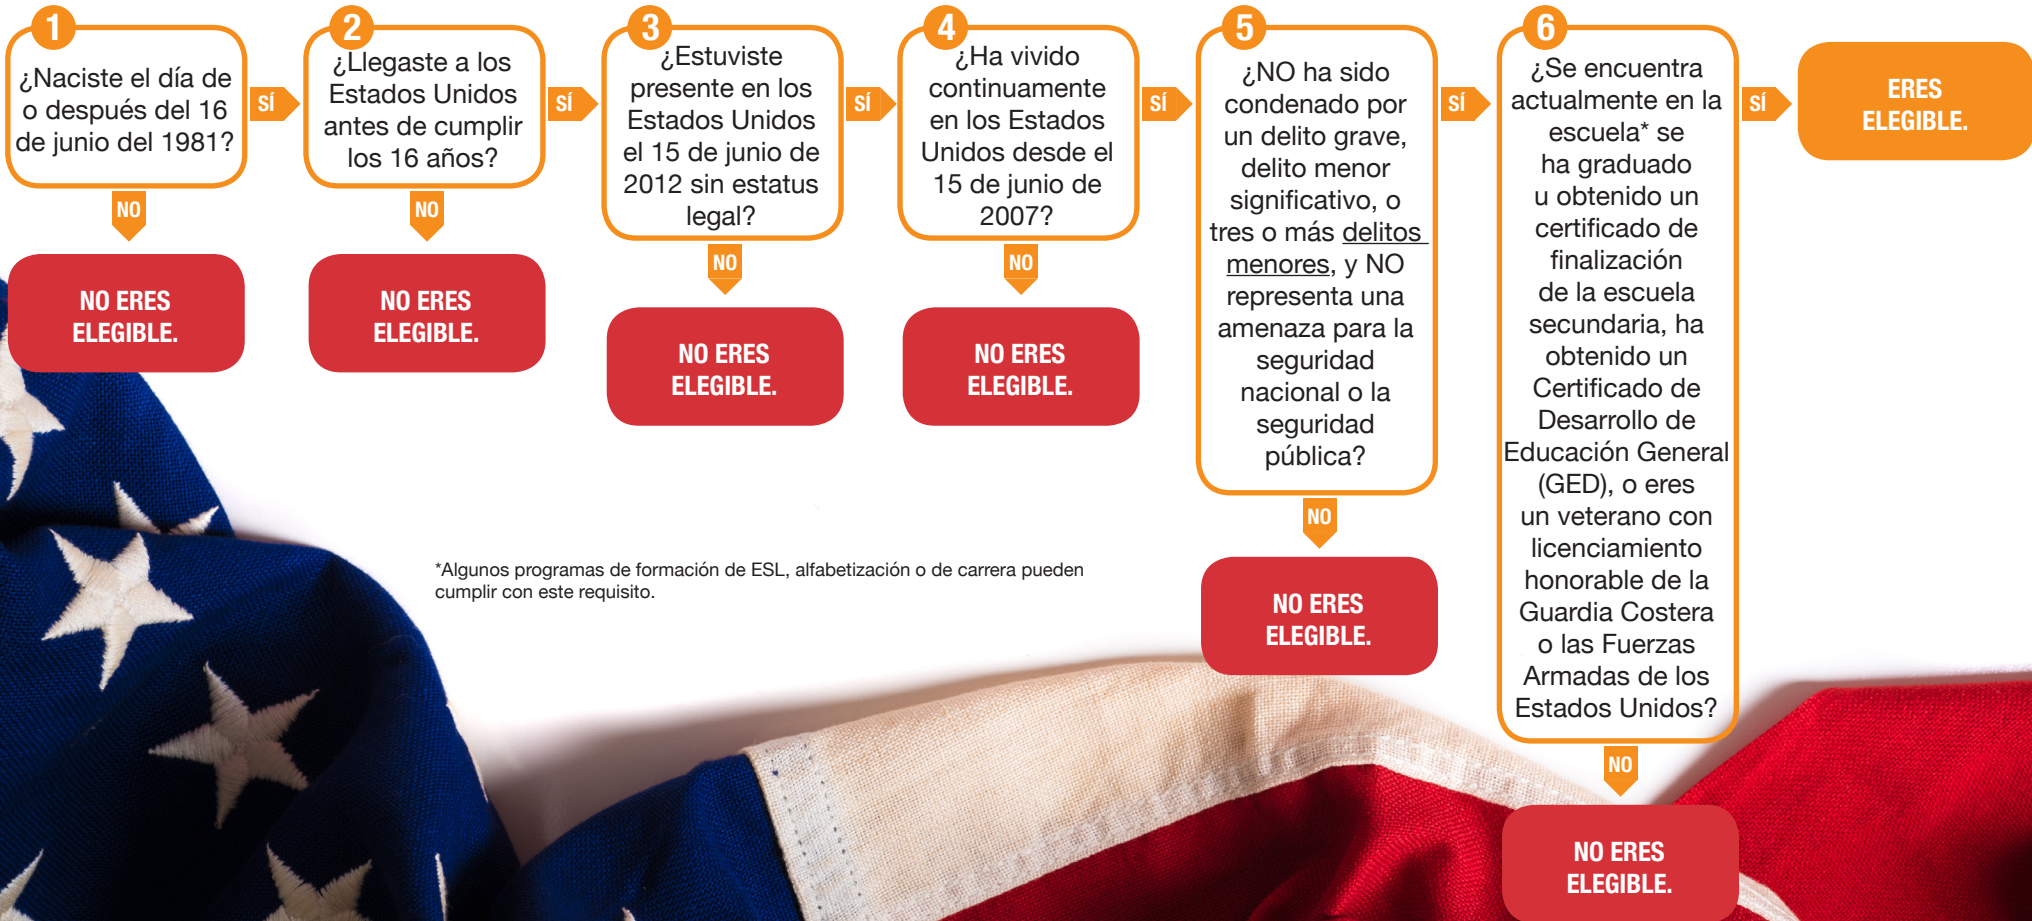 1
¿Naciste el día de
o después del 16
de junio del 1981?
SÍ
NO
NO ERES
ELEGIBLE.
2
¿Llegaste a los
Estados Unidos
antes de cumplir
los 16 años?
SÍ
NO
NO ERES
ELEGIBLE.
3
¿Estuviste
presente en los
Estados Unidos
el 15 de junio de
2012 sin estatus
legal?
SÍ
NO
NO ERES
ELEGIBLE.
4
¿Ha vivido
continuamente
en los Estados
Unidos desde el
15 de junio de
2007?
SÍ
NO
NO ERES
ELEGIBLE.
5
¿NO ha sido
condenado por
un delito grave,
delito menor
significativo, o
tres o más delitos
menores, y NO
representa una
amenaza para la
seguridad
nacional o la
seguridad
pública?
SÍ
NO
NO ERES
ELEGIBLE.
6
¿Se encuentra
actualmente en la
escuela* se
ha graduado
u obtenido un
certificado de
finalización
de la escuela
secundaria, ha
obtenido un
Certificado de
Desarrollo de
Educación General
(GED), o eres
un veterano con
licenciamiento
honorable de la
Guardia Costera
o las Fuerzas
Armadas de los
Estados Unidos?
SÍ
NO
NO ERES
ELEGIBLE.
ERES
ELEGIBLE.
*Algunos programas de formación de ESL, alfabetización o de carrera pueden
cumplir con este requisito.